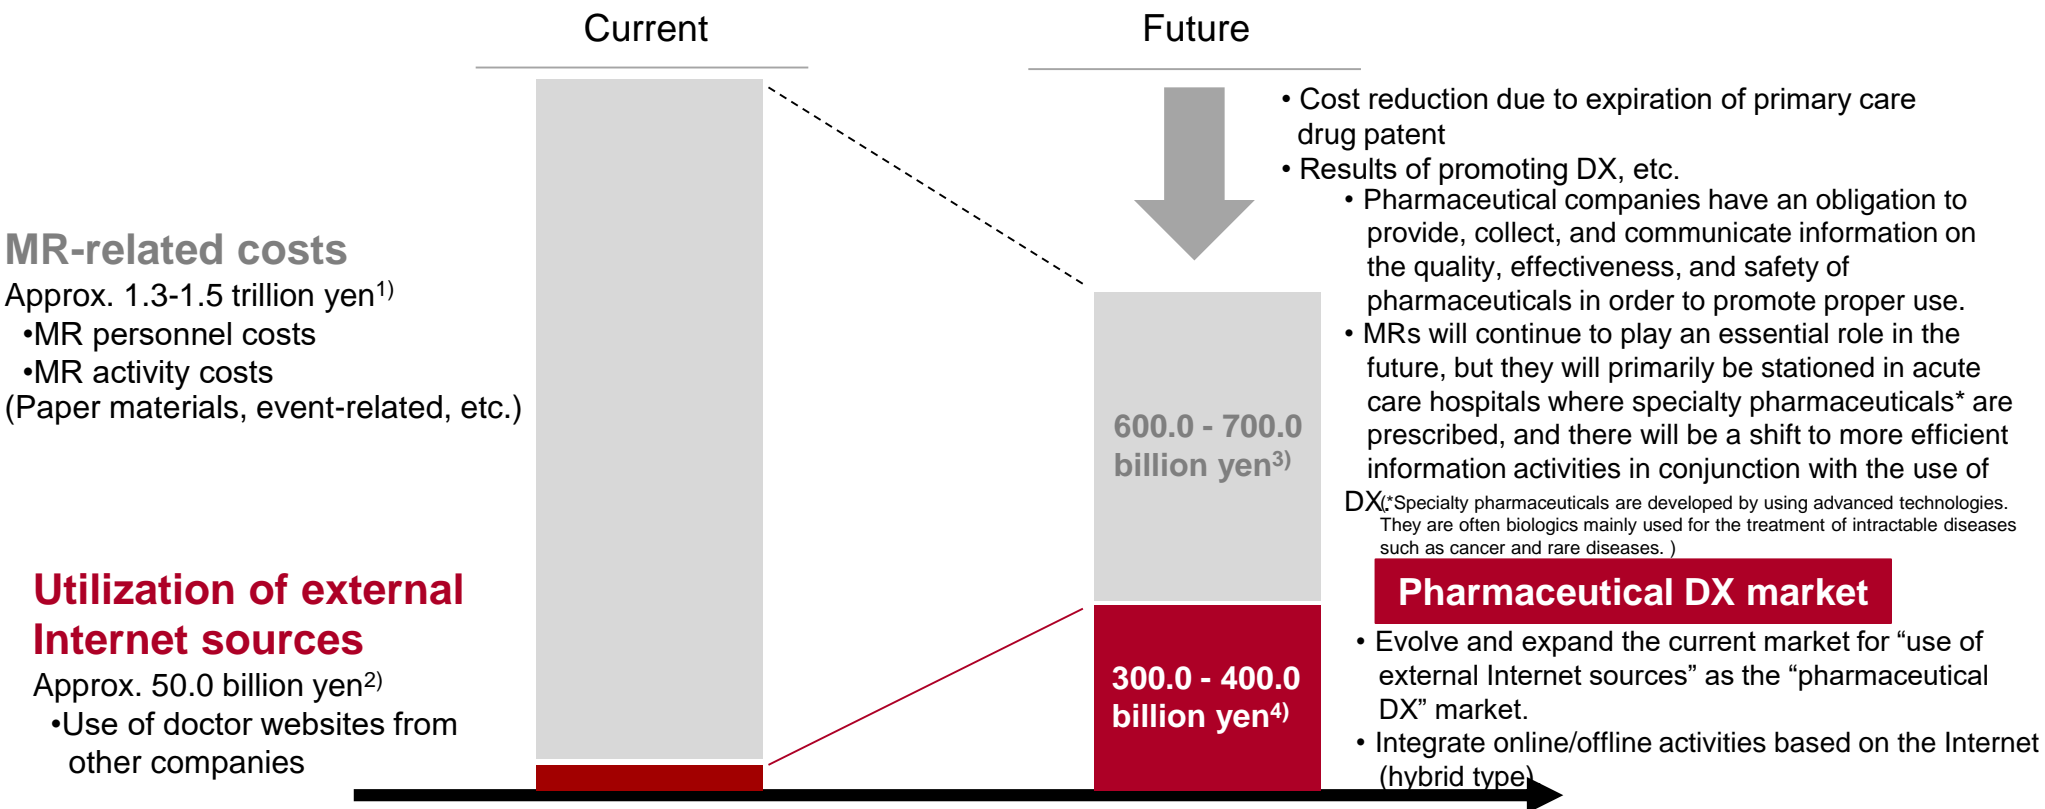 Current
Future
MR-related costs
Approx. 1.3-1.5 trillion yen1)
•MR personnel costs
•MR activity costs
(Paper materials, event-related, etc.)
Utilization of external
Internet sources
Approx. 50.0 billion yen2)
•Use of doctor websites from
other companies
600.0 - 700.0
billion yen3)
300.0 - 400.0
billion yen4)
• Cost reduction due to expiration of primary care
drug patent
• Results of promoting DX, etc.
• Pharmaceutical companies have an obligation to
provide, collect, and communicate information on
the quality, effectiveness, and safety of
pharmaceuticals in order to promote proper use.
• MRs will continue to play an essential role in the
future, but they will primarily be stationed in acute
care hospitals where specialty pharmaceuticals* are
prescribed, and there will be a shift to more efficient
information activities in conjunction with the use of
DX.
(*Specialty pharmaceuticals are developed by using advanced technologies.
They are often biologics mainly used for the treatment of intractable diseases
such as cancer and rare diseases. )
Pharmaceutical DX market
• Evolve and expand the current market for “use of
external Internet sources” as the “pharmaceutical
DX” market.
• Integrate online/offline activities based on the Internet
(hybrid type)